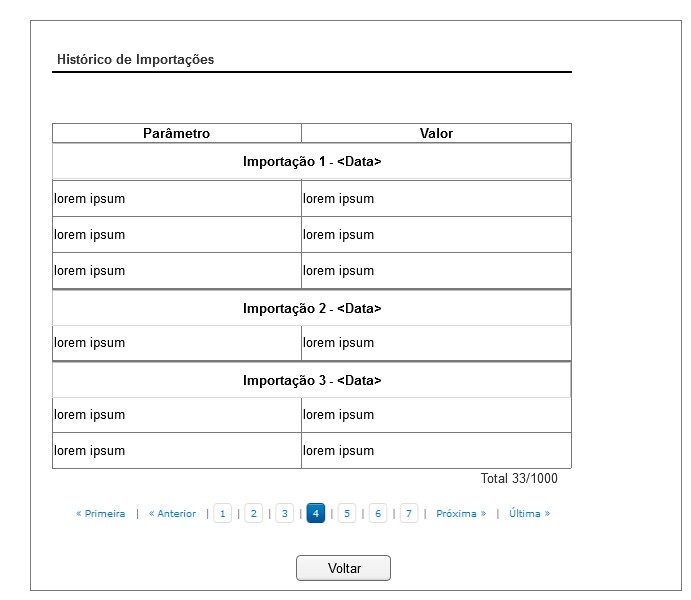 Histórico de Importações
Parâmetro Valor
Importação 1 - <Data>
lorem ipsum lorem ipsum
lorem ipsum lorem ipsum
lorem ipsum lorem ipsum
Importação 2 - <Data>
lorem ipsum lorem ipsum
Importação 3 - <Data>
lorem ipsum lorem ipsum
lorem ipsum lorem ipsum
Total 33/1000
« Primeira | « Anterior | 1 | 2 | 3 | 4 | 5 | 6 | 7 | Próxima » | Última »
Voltar